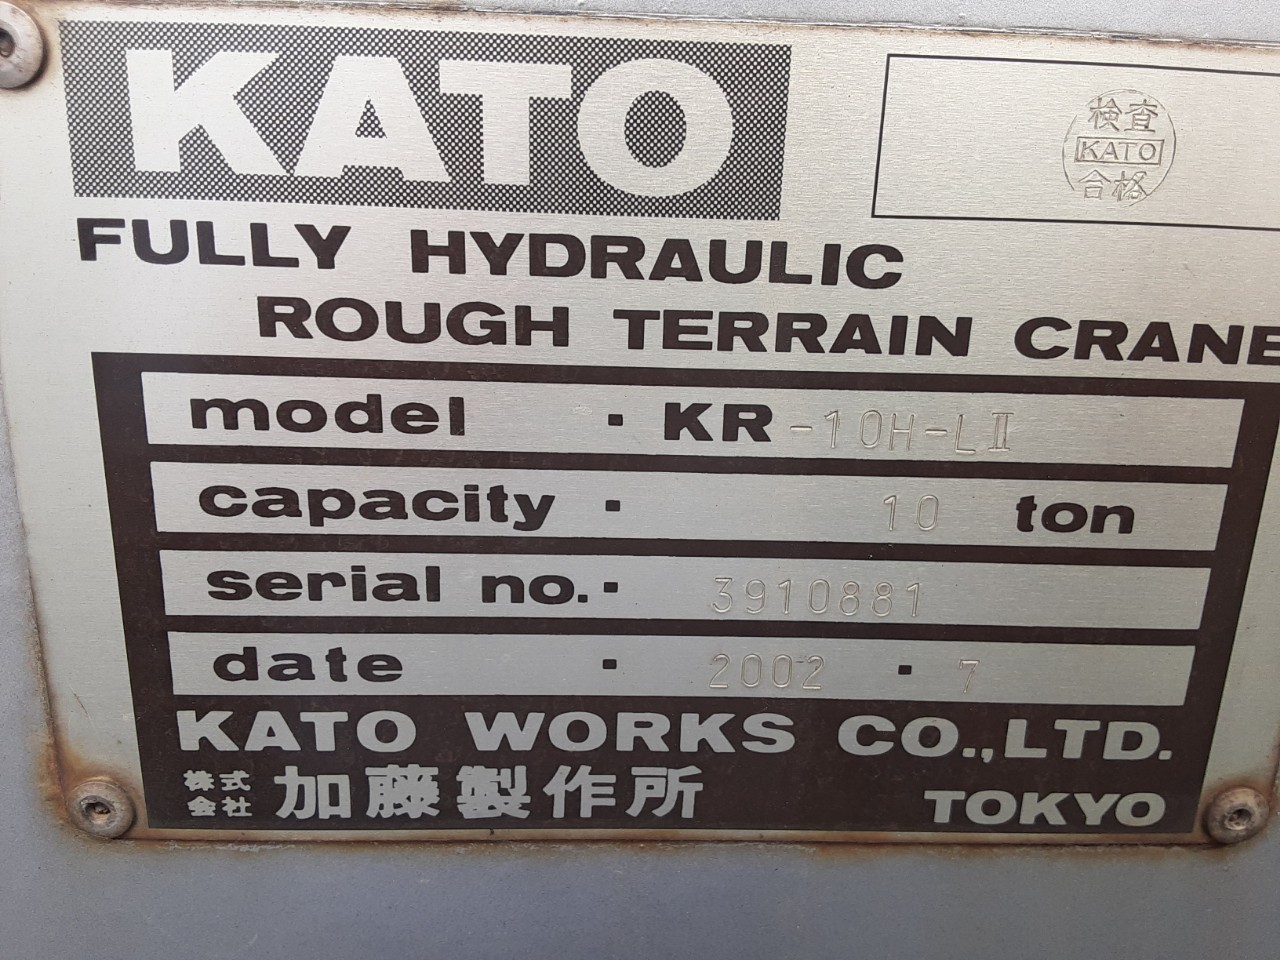 KATO
検査
KATO
合格
FULLY HYDRAULIC
ROUGH TERRAIN CRANE
model · KR -10H-LⅡ
capacity · 10 ton
serial no. · 3910881
date · 2002 · 7
KATO WORKS CO.,LTD.
株式会社 加藤製作所 TOKYO